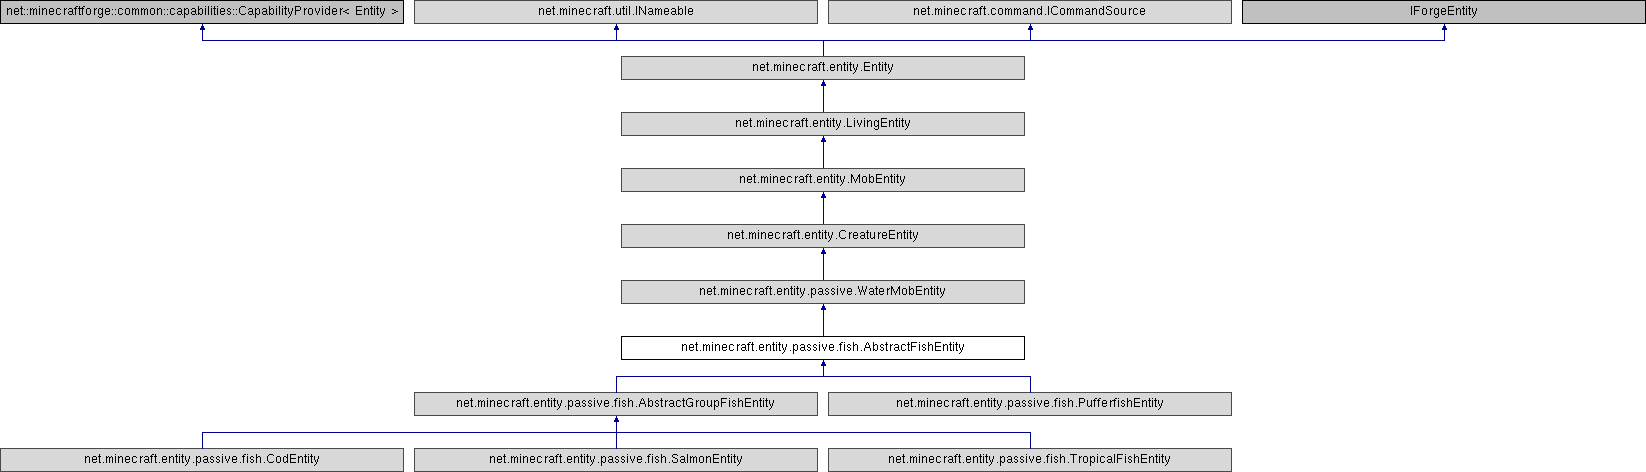 net::minecraftforge::common::capabilities::CapabilityProvider< Entity >
net.minecraft.util.INameable
net.minecraft.command.ICommandSource
IForgeEntity
net.minecraft.entity.Entity
net.minecraft.entity.LivingEntity
net.minecraft.entity.MobEntity
net.minecraft.entity.CreatureEntity
net.minecraft.entity.passive.WaterMobEntity
net.minecraft.entity.passive.fish.AbstractFishEntity
net.minecraft.entity.passive.fish.AbstractGroupFishEntity
net.minecraft.entity.passive.fish.PufferfishEntity
net.minecraft.entity.passive.fish.CodEntity
net.minecraft.entity.passive.fish.SalmonEntity
net.minecraft.entity.passive.fish.TropicalFishEntity